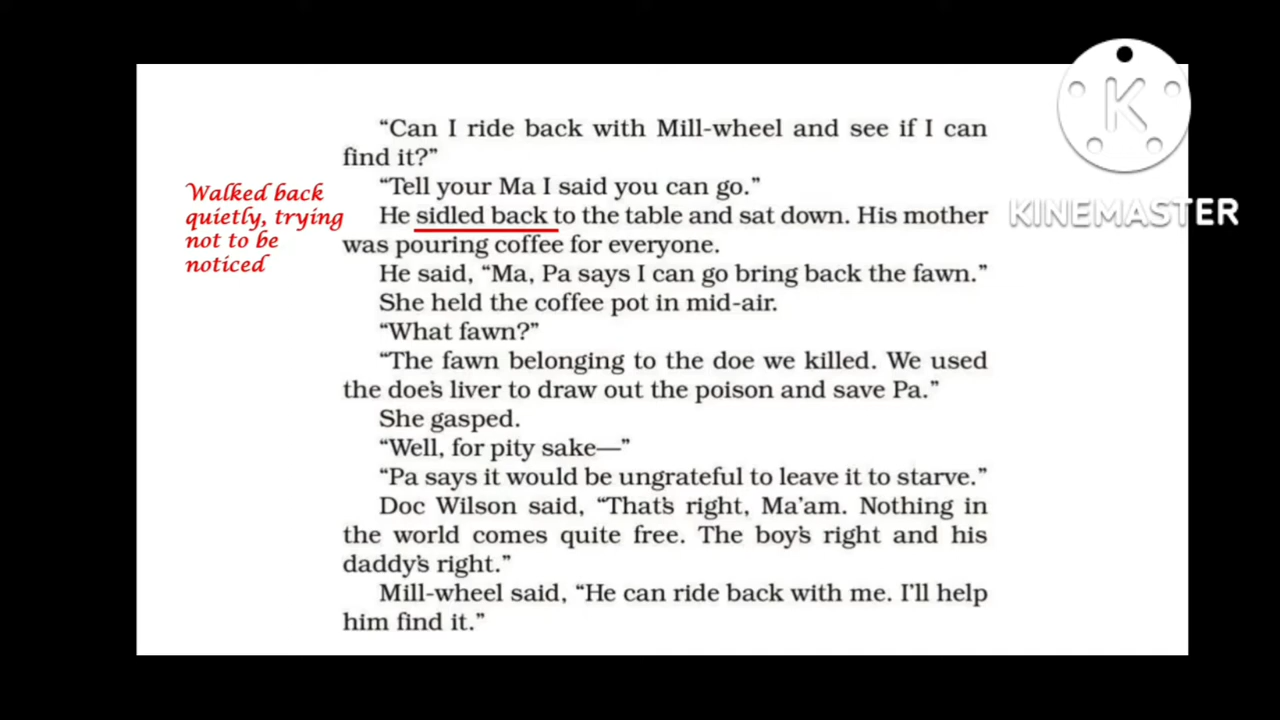 “Can I ride back with Mill-wheel and see if I can
find it?”
“Tell your Ma I said you can go.”
He sidled back to the table and sat down. His mother
was pouring coffee for everyone.
He said, “Ma, Pa says I can go bring back the fawn.”
She held the coffee pot in mid-air.
“What fawn?”
“The fawn belonging to the doe we killed. We used
the doe’s liver to draw out the poison and save Pa.”
She gasped.
“Well, for pity sake—”
“Pa says it would be ungrateful to leave it to starve.”
Doc Wilson said, “That’s right, Ma’am. Nothing in
the world comes quite free. The boy’s right and his
daddy’s right.”
Mill-wheel said, “He can ride back with me. I’ll help
him find it.”
Walked back
quietly, trying
not to be
noticed
K
KINEMASTER